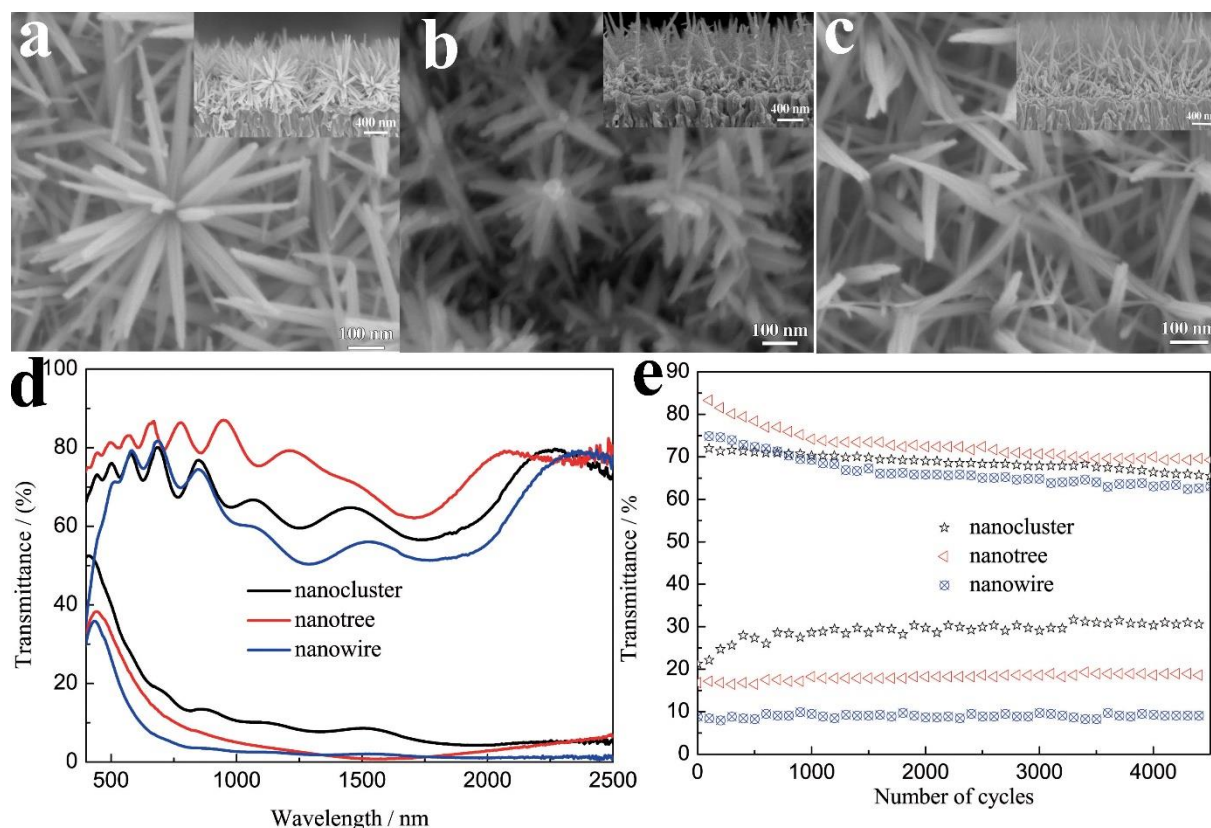 a
400 nm
100 nm
b
400 nm
100 nm
c
400 nm
100 nm
d
100
80
60
40
20
0
Transmittance / (%)
nanocluster
nanotree
nanowire
500
1000
1500
2000
2500
Wavelength / nm
e
90
80
70
60
50
40
30
20
10
0
Transmittance / %
nanocluster
nanotree
nanowire
0
1000
2000
3000
4000
Number of cycles